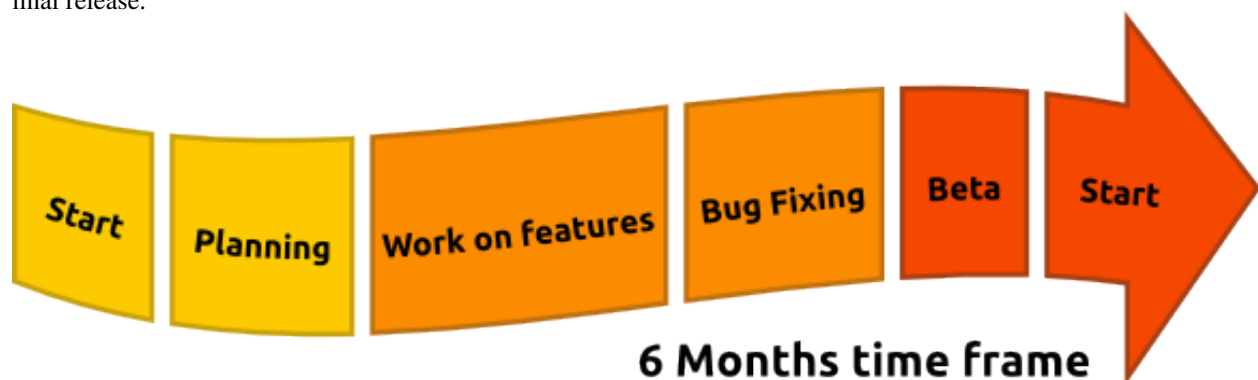 final release.
Start
Planning
Work on features
Bug Fixing
Beta
Start
6 Months time frame